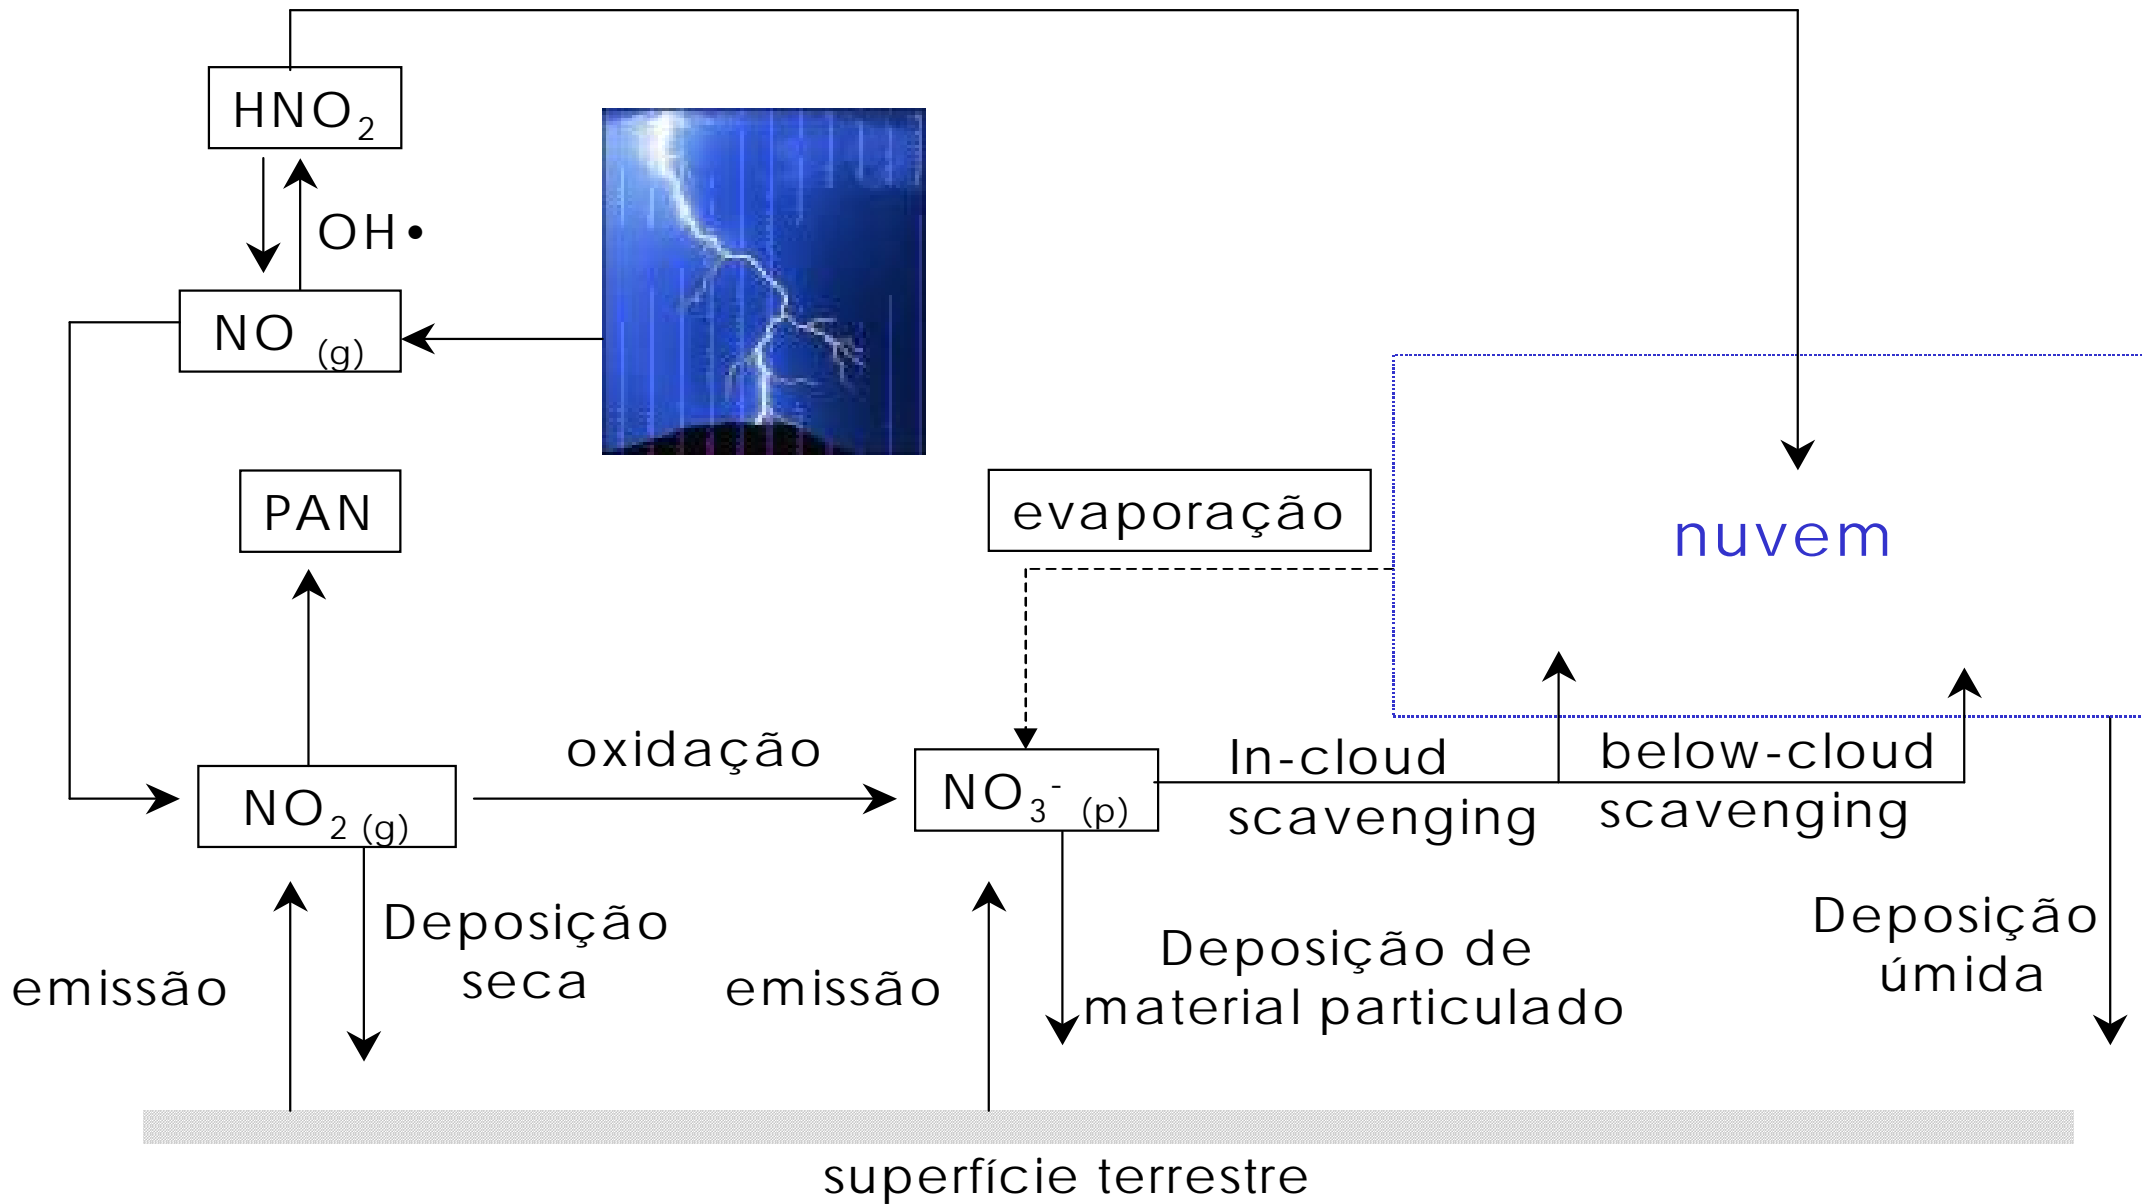 HNO2
OH•
NO (g)
PAN
evaporação
nuvem
oxidação
In-cloud
scavenging
below-cloud
scavenging
NO2 (g)
NO3- (p)
emissão
Deposição
seca
emissão
Deposição de
material particulado
Deposição
úmida
superfície terrestre